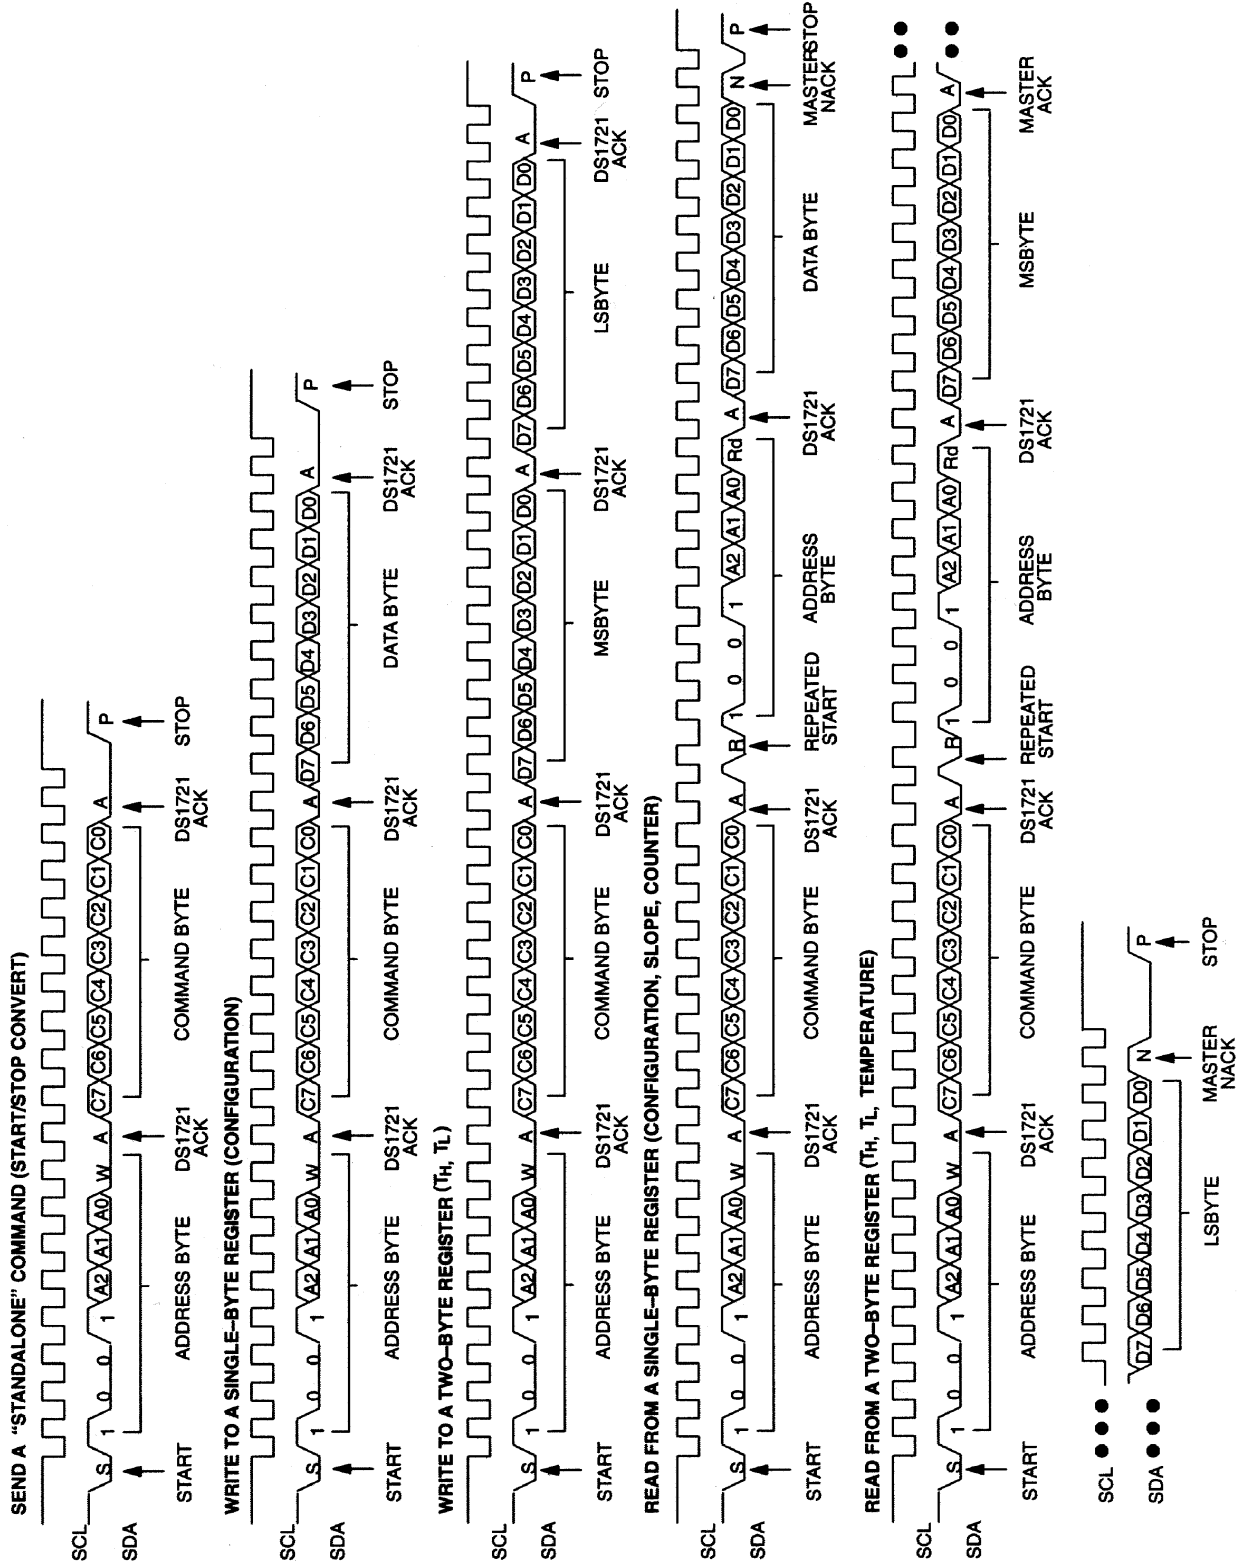 SEND A “STANDALONE” COMMAND (START/STOP CONVERT)
SCL
SDA
S 1 0 0 1 A2 A1 A0 W A C7 C6 C5 C4 C3 C2 C1 C0 A P
START ADDRESS BYTE DS1721 ACK COMMAND BYTE DS1721 ACK STOP
WRITE TO A SINGLE–BYTE REGISTER (CONFIGURATION)
SCL
SDA
S 1 0 0 1 A2 A1 A0 W A C7 C6 C5 C4 C3 C2 C1 C0 A D7 D6 D5 D4 D3 D2 D1 D0 A P
START ADDRESS BYTE DS1721 ACK COMMAND BYTE DS1721 ACK DATA BYTE DS1721 ACK STOP
WRITE TO A TWO–BYTE REGISTER (TH, TL)
SCL
SDA
S 1 0 0 1 A2 A1 A0 W A C7 C6 C5 C4 C3 C2 C1 C0 A D7 D6 D5 D4 D3 D2 D1 D0 A D7 D6 D5 D4 D3 D2 D1 D0 A P
START ADDRESS BYTE DS1721 ACK COMMAND BYTE DS1721 ACK MSBYTE DS1721 ACK LSBYTE DS1721 ACK STOP
READ FROM A SINGLE–BYTE REGISTER (CONFIGURATION, SLOPE, COUNTER)
SCL
SDA
S 1 0 0 1 A2 A1 A0 W A C7 C6 C5 C4 C3 C2 C1 C0 A R 1 0 0 1 A2 A1 A0 Rd A D7 D6 D5 D4 D3 D2 D1 D0 N P
START ADDRESS BYTE DS1721 ACK COMMAND BYTE DS1721 ACK REPEATED START ADDRESS BYTE DS1721 ACK DATA BYTE MASTER NACK STOP
READ FROM A TWO–BYTE REGISTER (TH, TL, TEMPERATURE)
SCL
SDA
S 1 0 0 1 A2 A1 A0 W A C7 C6 C5 C4 C3 C2 C1 C0 A R 1 0 0 1 A2 A1 A0 Rd A D7 D6 D5 D4 D3 D2 D1 D0 A
START ADDRESS BYTE DS1721 ACK COMMAND BYTE DS1721 ACK REPEATED START ADDRESS BYTE DS1721 ACK MSBYTE MASTER ACK
SCL
SDA
D7 D6 D5 D4 D3 D2 D1 D0 N P
LSBYTE MASTER NACK STOP